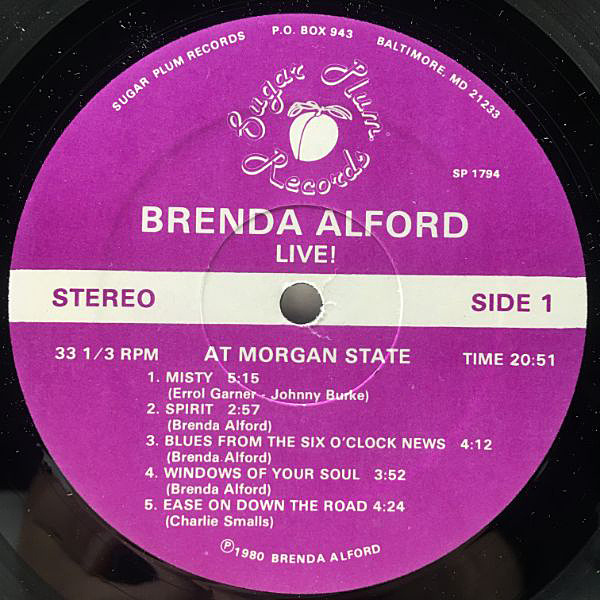 SUGAR PLUM RECORDS P.O. BOX 943 BALTIMORE, MD 21233
Sugar Plum
Records
SP 1794
BRENDA ALFORD
LIVE!
STEREO SIDE 1
33 1/3 RPM AT MORGAN STATE TIME 20:51
1. MISTY 5:15
(Errol Garner - Johnny Burke)
2. SPIRIT 2:57
(Brenda Alford)
3. BLUES FROM THE SIX O'CLOCK NEWS 4:12
(Brenda Alford)
4. WINDOWS OF YOUR SOUL 3:52
(Brenda Alford)
5. EASE ON DOWN THE ROAD 4:24
(Charlie Smalls)
℗1980 BRENDA ALFORD